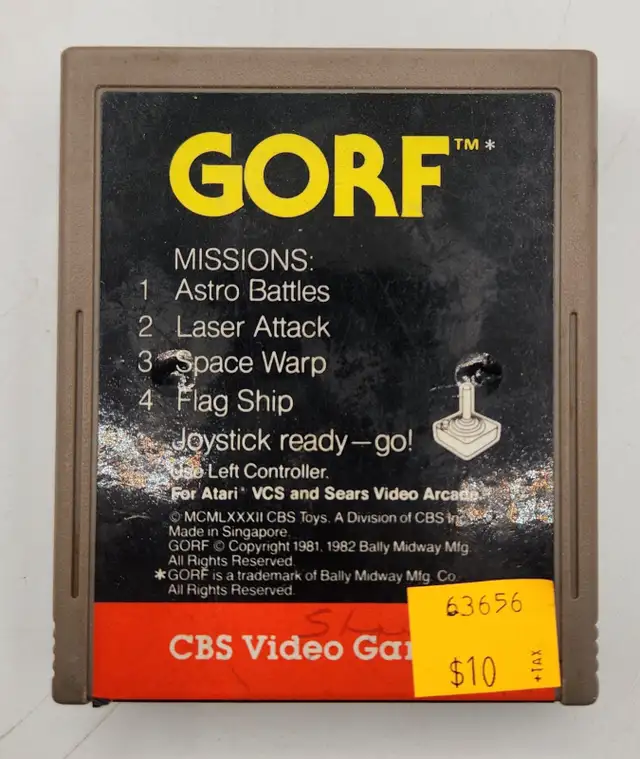 GORF™*
MISSIONS:
1 Astro Battles
2 Laser Attack
3 Space Warp
4 Flag Ship
Joystick ready—go!
Use Left Controller.
For Atari® VCS and Sears Video Arcade™
© MCMLXXXII CBS Toys. A Division of CBS Inc.
Made in Singapore.
GORF © Copyright 1981, 1982 Bally Midway Mfg.
All Rights Reserved.
*GORF is a trademark of Bally Midway Mfg. Co.
All Rights Reserved.
CBS Video
63656
$10 +TAX